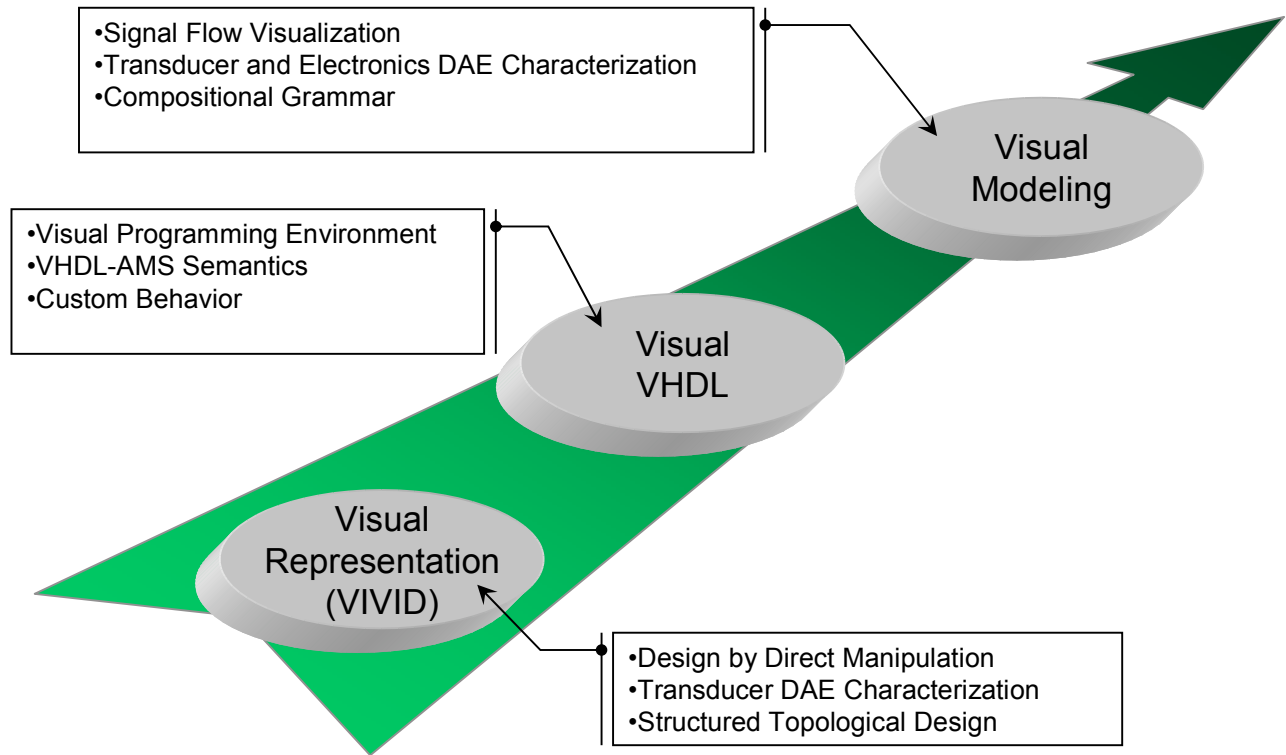 •Signal Flow Visualization
•Transducer and Electronics DAE Characterization
•Compositional Grammar
Visual
Modeling
•Visual Programming Environment
•VHDL-AMS Semantics
•Custom Behavior
Visual
VHDL
Visual
Representation
(VIVID)
•Design by Direct Manipulation
•Transducer DAE Characterization
•Structured Topological Design